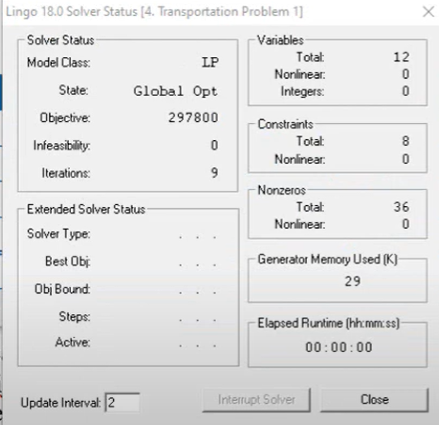 Lingo 18.0 Solver Status [4. Transportation Problem 1]
Solver Status
Model Class: LP
State: Global Opt
Objective: 297800
Infeasibility: 0
Iterations: 9
Extended Solver Status
Solver Type: . . .
Best Obj: . . .
Obj Bound: . . .
Steps: . . .
Active: . . .
Variables
Total: 12
Nonlinear: 0
Integers: 0
Constraints
Total: 8
Nonlinear: 0
Nonzeros
Total: 36
Nonlinear: 0
Generator Memory Used (K)
29
Elapsed Runtime (hh:mm:ss)
00:00:00
Update Interval: 2
Interrupt Solver
Close